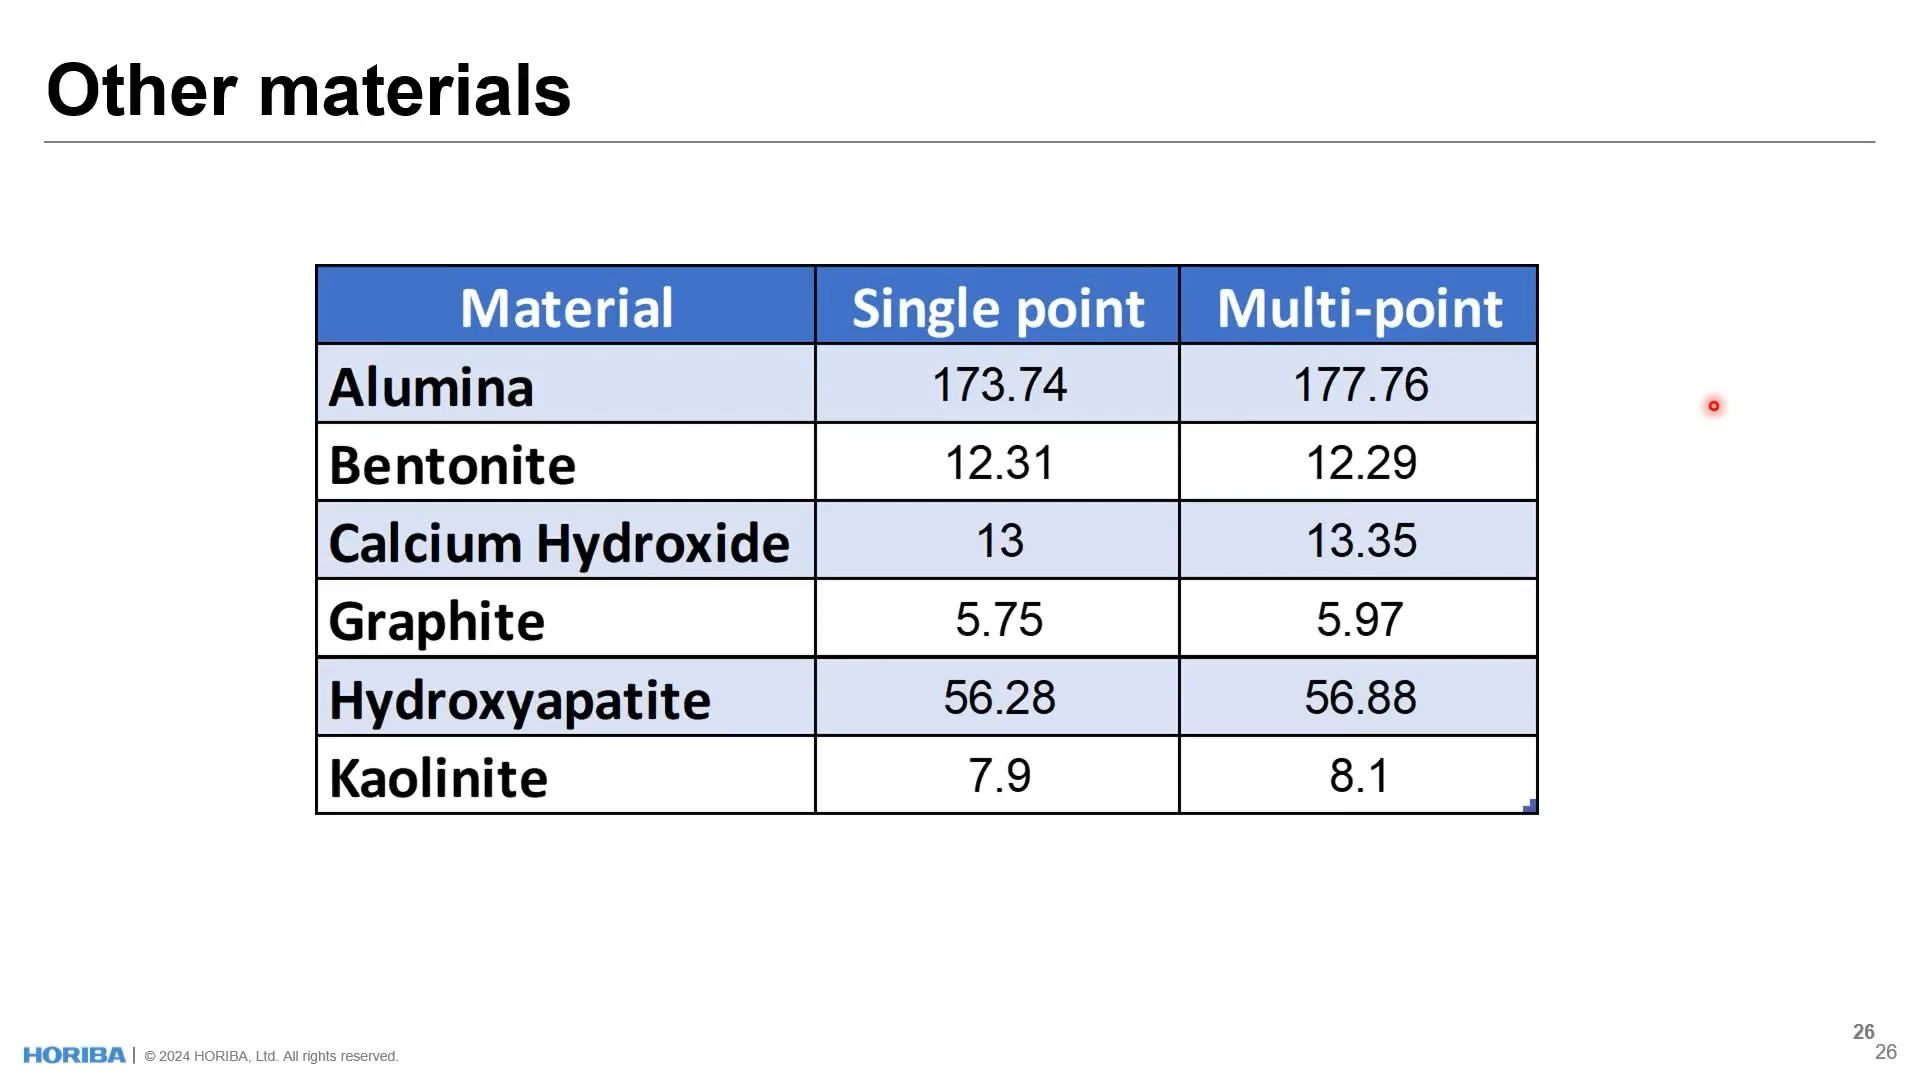 Other materials
Material Single point Multi-point
Alumina 173.74 177.76
Bentonite 12.31 12.29
Calcium Hydroxide 13 13.35
Graphite 5.75 5.97
Hydroxyapatite 56.28 56.88
Kaolinite 7.9 8.1
26
HORIBA | © 2024 HORIBA, Ltd. All rights reserved.
26